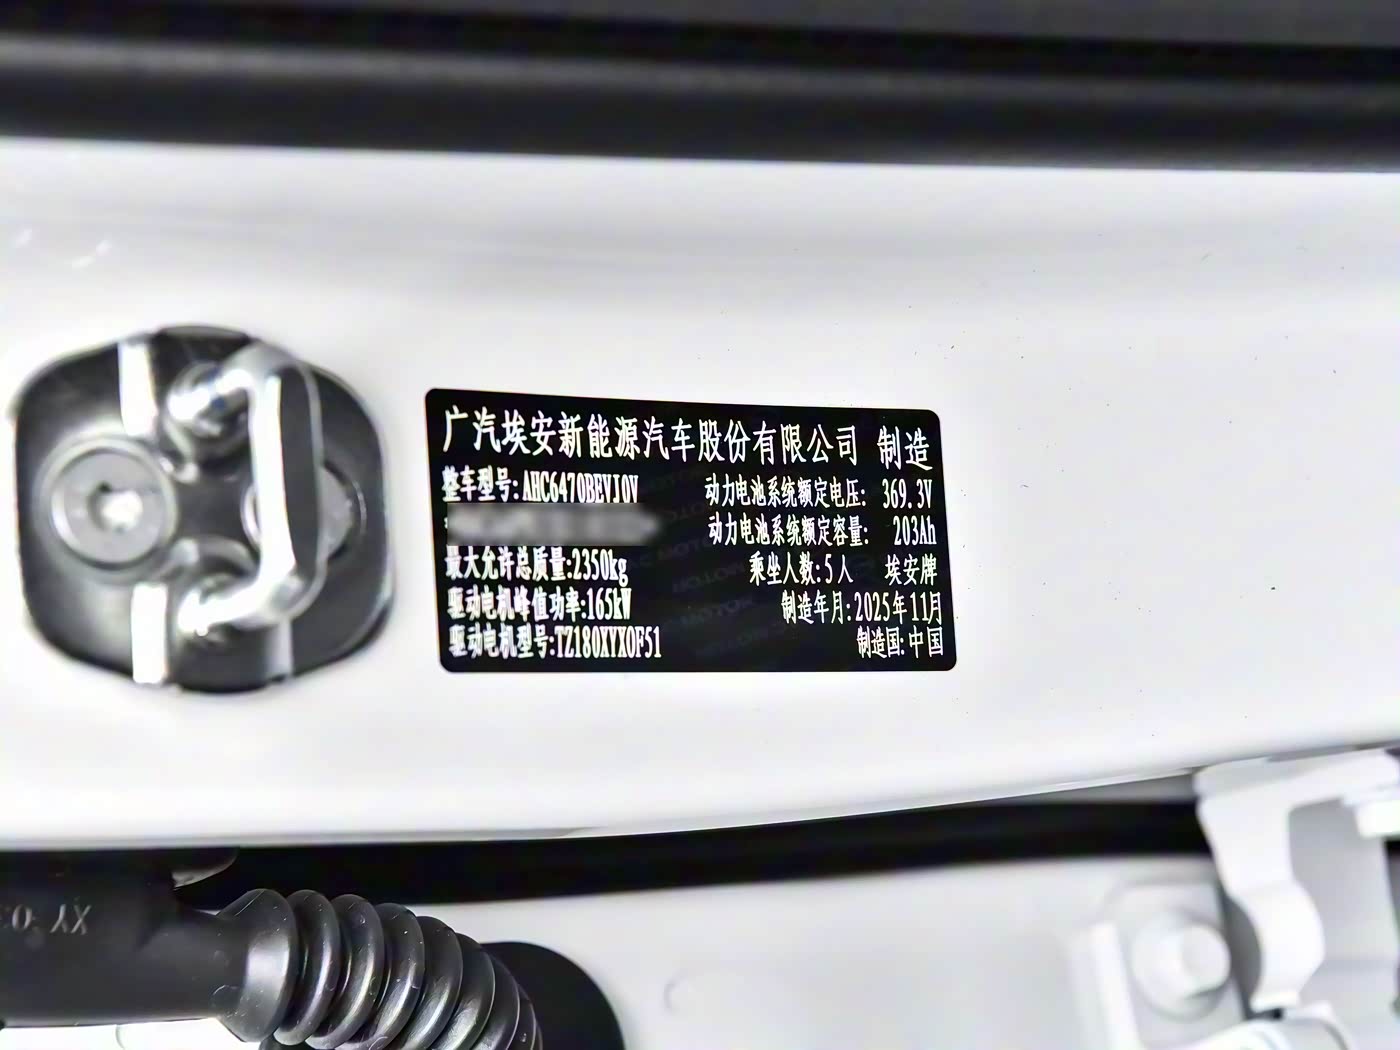 广汽埃安新能源汽车股份有限公司 制造
整车型号:AHC6470BEVJ0V 动力电池系统额定电压: 369.3V
动力电池系统额定容量: 203Ah
最大允许总质量:2350kg 乘坐人数:5人 埃安牌
驱动电机峰值功率:165kW 制造年月:2025年11月
驱动电机型号:TZ180XYX0F51 制造国:中国